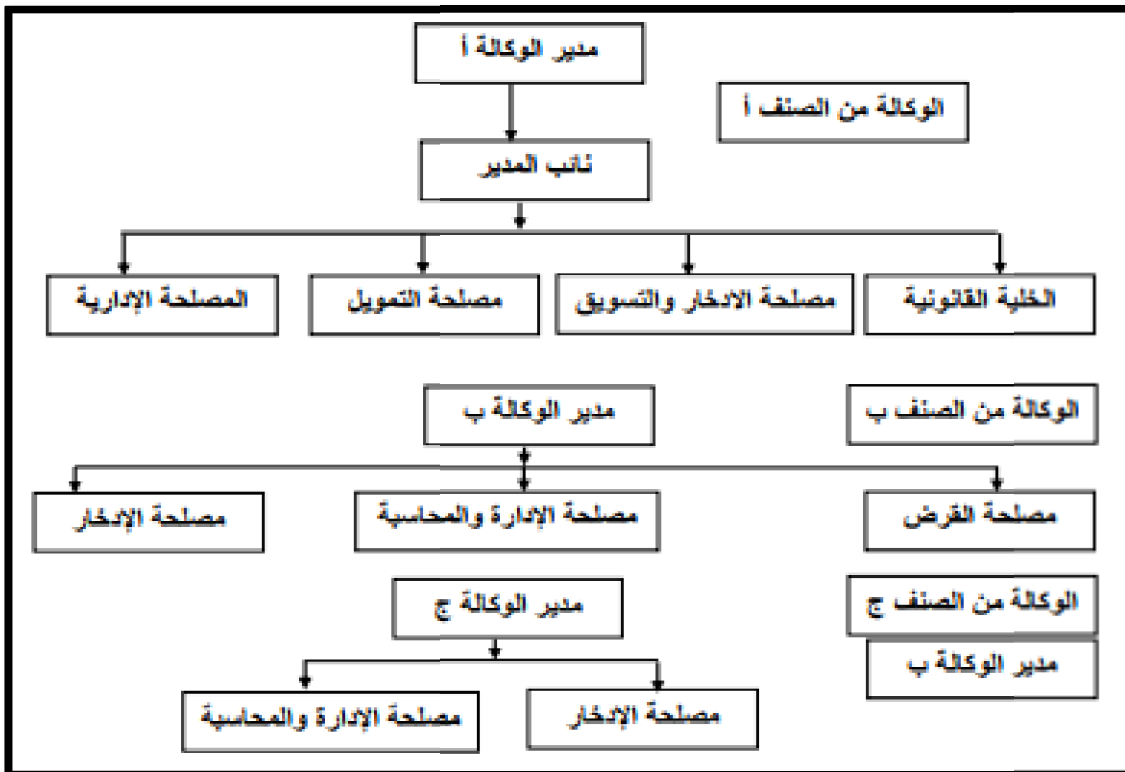 مدير الوكالة أ
الوكالة من الصنف أ
نائب المدير
الخلية القانونية
مصلحة الادخار والتسويق
مصلحة التمويل
المصلحة الإدارية
الوكالة من الصنف ب
مدير الوكالة ب
مصلحة القرض
مصلحة الإدارة والمحاسبة
مصلحة الإدخار
الوكالة من الصنف ج
مدير الوكالة ج
مدير الوكالة ب
مصلحة الإدخار
مصلحة الإدارة والمحاسبة